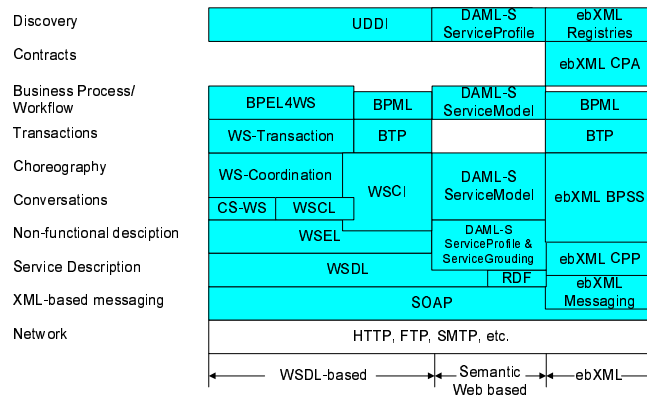 Discovery
UDDI
DAML-S
ServiceProfile
ebXML
Registries
Contracts
ebXML CPA
Business Process/
Workflow
BPEL4WS
BPML
DAML-S
ServiceModel
BPML
Transactions
WS-Transaction
BTP
BTP
Choreography
WS-Coordination
WSCI
DAML-S
ServiceModel
ebXML BPSS
Conversations
CS-WS
WSCL
Non-functional desciption
WSEL
DAML-S
ServiceProfile &
ServiceGrouding
Service Description
WSDL
RDF
ebXML CPP
XML-based messaging
SOAP
ebXML
Messaging
Network
HTTP, FTP, SMTP, etc.
WSDL-based
Semantic
Web based
ebXML